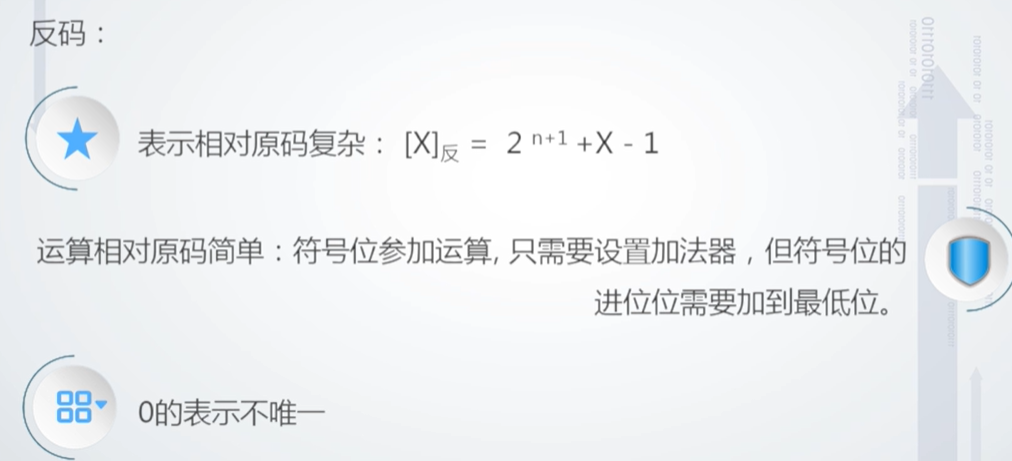 反码：
表示相对原码复杂：[X]反 = 2 n+1 +X - 1
运算相对原码简单：符号位参加运算, 只需要设置加法器，但符号位的
进位位需要加到最低位。
0的表示不唯一